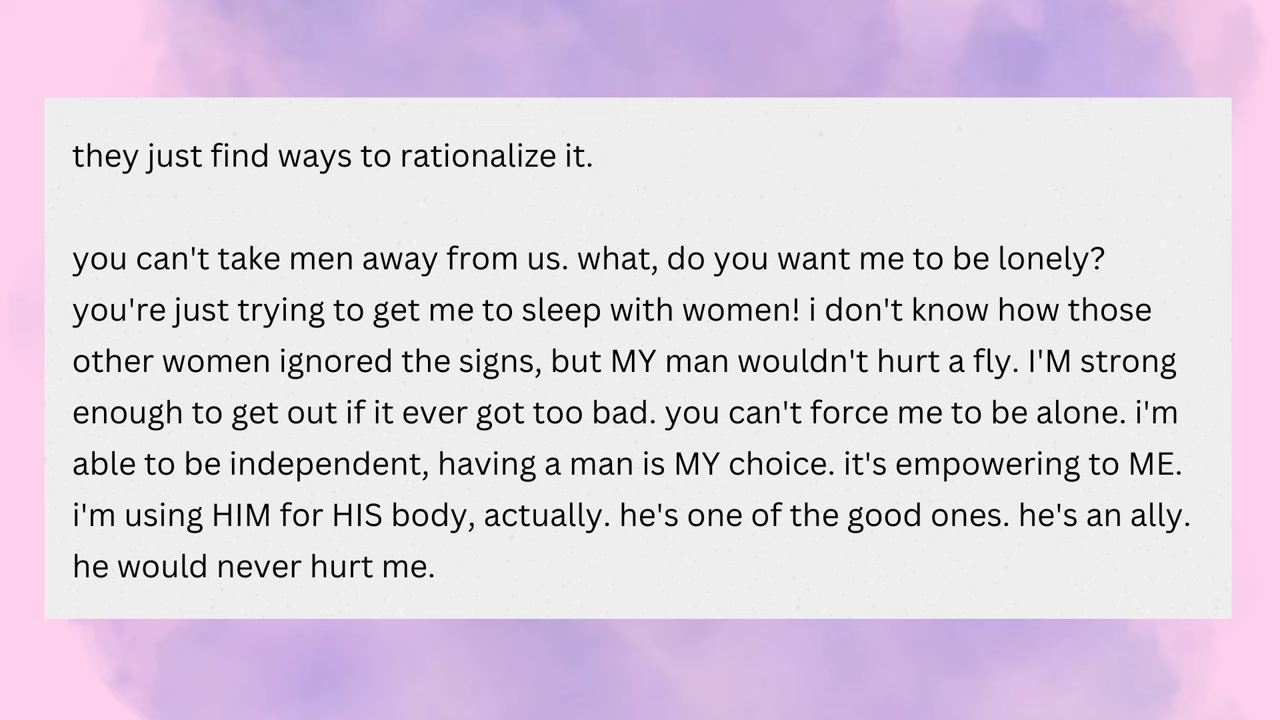 they just find ways to rationalize it.
you can't take men away from us. what, do you want me to be lonely?
you're just trying to get me to sleep with women! i don't know how those
other women ignored the signs, but MY man wouldn't hurt a fly. I'M strong
enough to get out if it ever got too bad. you can't force me to be alone. i'm
able to be independent, having a man is MY choice. it's empowering to ME.
i'm using HIM for HIS body, actually. he's one of the good ones. he's an ally.
he would never hurt me.